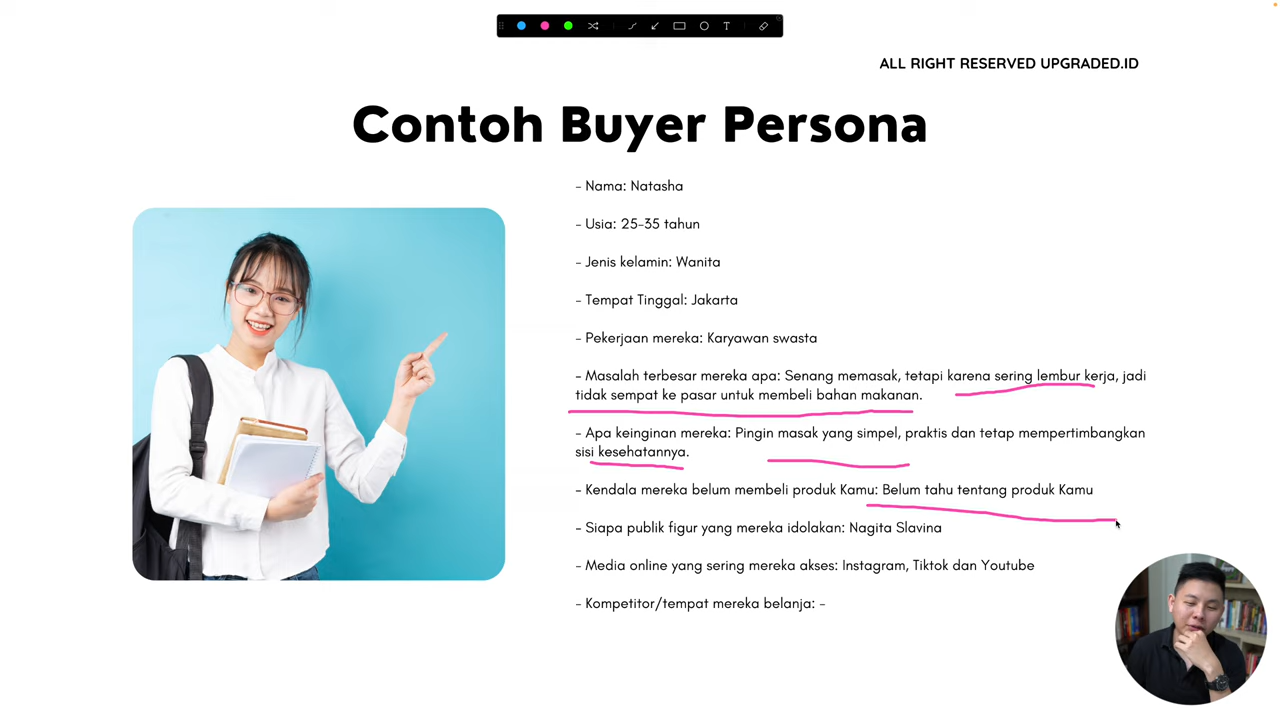 T
ALL RIGHT RESERVED UPGRADED.ID
Contoh Buyer Persona
- Nama: Natasha
- Usia: 25-35 tahun
- Jenis kelamin: Wanita
- Tempat Tinggal: Jakarta
- Pekerjaan mereka: Karyawan swasta
- Masalah terbesar mereka apa: Senang memasak, tetapi karena sering lembur kerja, jadi
tidak sempat ke pasar untuk membeli bahan makanan.
- Apa keinginan mereka: Pingin masak yang simpel, praktis dan tetap mempertimbangkan
sisi kesehatannya.
- Kendala mereka belum membeli produk Kamu: Belum tahu tentang produk Kamu
- Siapa publik figur yang mereka idolakan: Nagita Slavina
- Media online yang sering mereka akses: Instagram, Tiktok dan Youtube
- Kompetitor/tempat mereka belanja: -